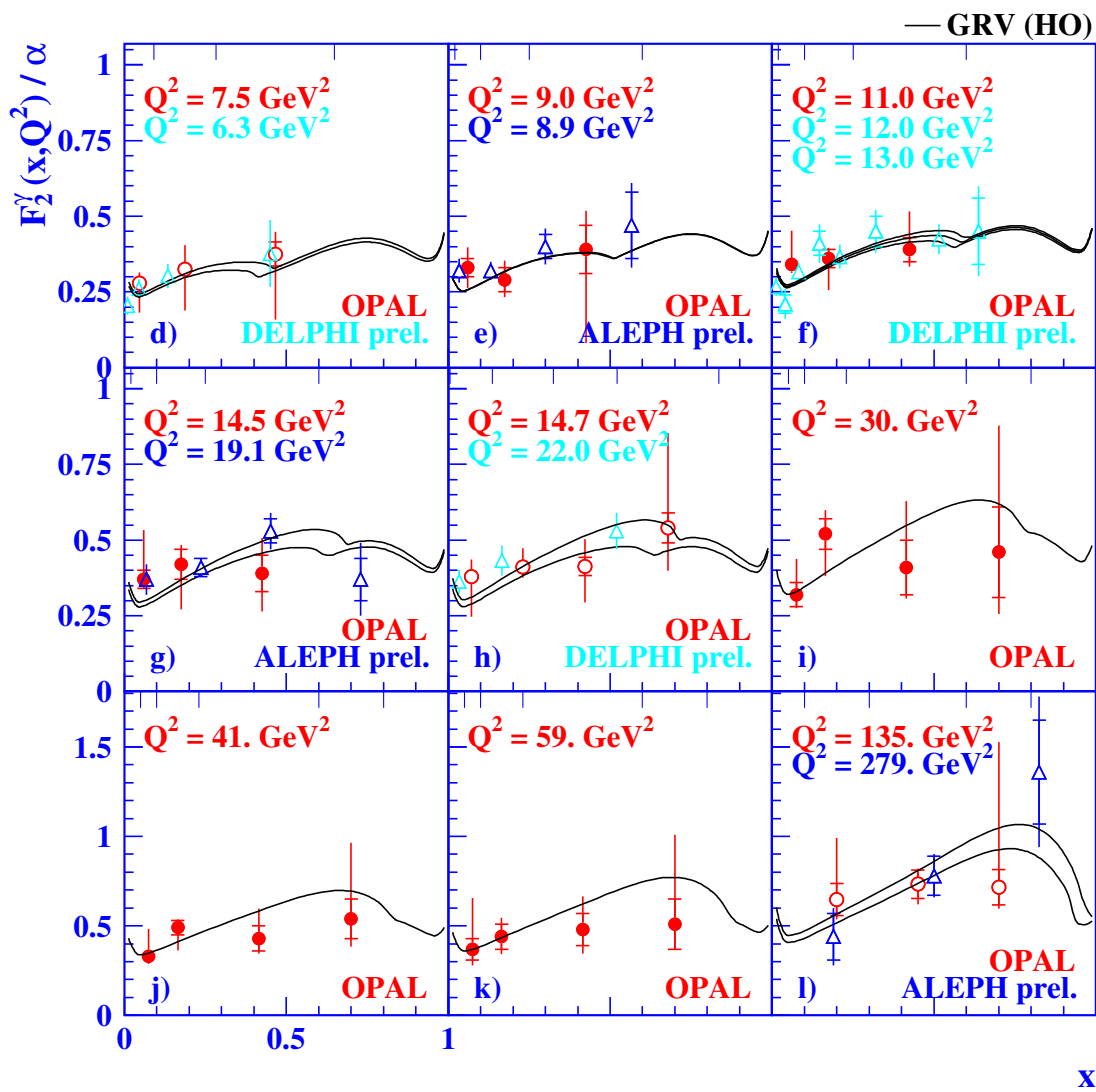 — GRV (HO)
F₂^γ(x,Q²) / α
1
0.75
0.5
0.25
0
Q² = 7.5 GeV²
Q² = 6.3 GeV²
OPAL
d) DELPHI prel.
Q² = 9.0 GeV²
Q² = 8.9 GeV²
OPAL
e) ALEPH prel.
Q² = 11.0 GeV²
Q² = 12.0 GeV²
Q² = 13.0 GeV²
OPAL
f) DELPHI prel.
1
0.75
0.5
0.25
0
Q² = 14.5 GeV²
Q² = 19.1 GeV²
OPAL
g) ALEPH prel.
Q² = 14.7 GeV²
Q² = 22.0 GeV²
OPAL
h) DELPHI prel.
Q² = 30. GeV²
i) OPAL
1.5
1
0.5
0
Q² = 41. GeV²
j) OPAL
Q² = 59. GeV²
k) OPAL
Q² = 135. GeV²
Q² = 279. GeV²
OPAL
l) ALEPH prel.
0 0.5 1
x